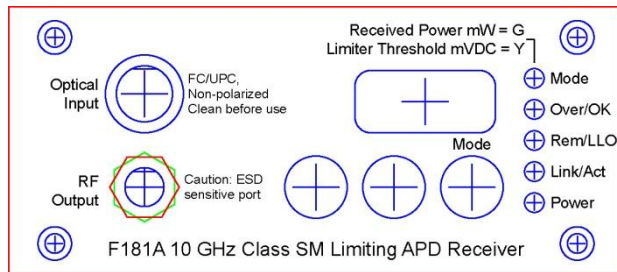 Received Power mW = G
Limiter Threshold mVDC = Y
Optical
Input
FC/UPC,
Non-polarized
Clean before use
Mode
Over/OK
Rem/LLO
Link/Act
Power
Mode
RF
Output
Caution: ESD
sensitive port
F181A 10 GHz Class SM Limiting APD Receiver